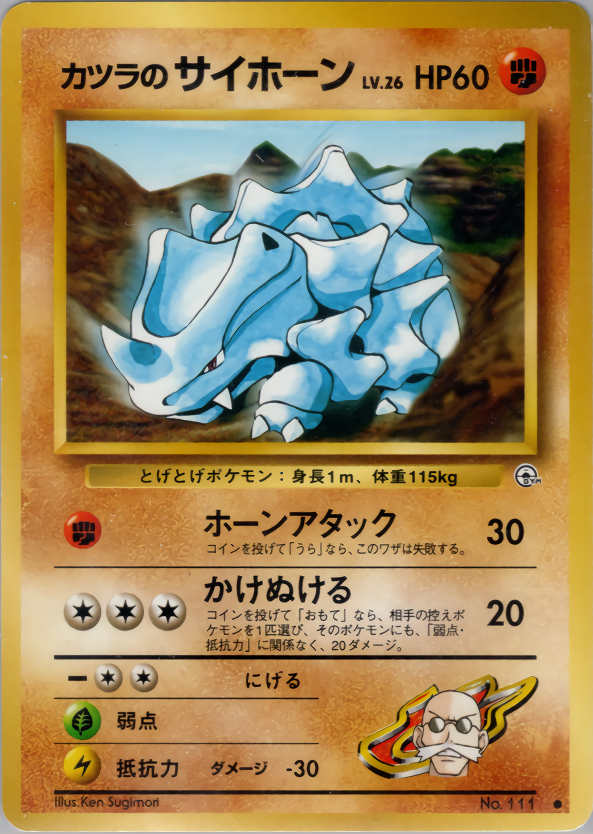 カツラの サイホーン LV.26 HP60
とげとげポケモン：身長1m、体重115kg
GYM
ホーンアタック 30
コインを投げて「うら」なら、このワザは失敗する。
かけぬける 20
コインを投げて「おもて」なら、相手の控えポ
ケモンを1匹選び、そのポケモンにも、「弱点・
抵抗力」に関係なく、20ダメージ。
にげる
弱点
抵抗力 ダメージ -30
Illus.Ken Sugimori No. 111 ●